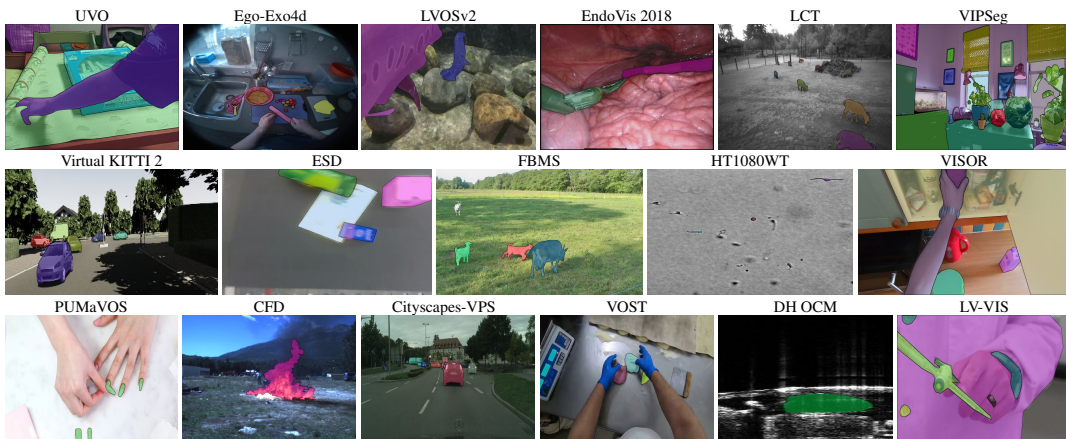 UVO
Ego-Exo4d
LVOSv2
EndoVis 2018
LCT
VIPSeg
Virtual KITTI 2
ESD
FBMS
HT1080WT
VISOR
PUMaVOS
CFD
Cityscapes-VPS
VOST
DH OCM
LV-VIS